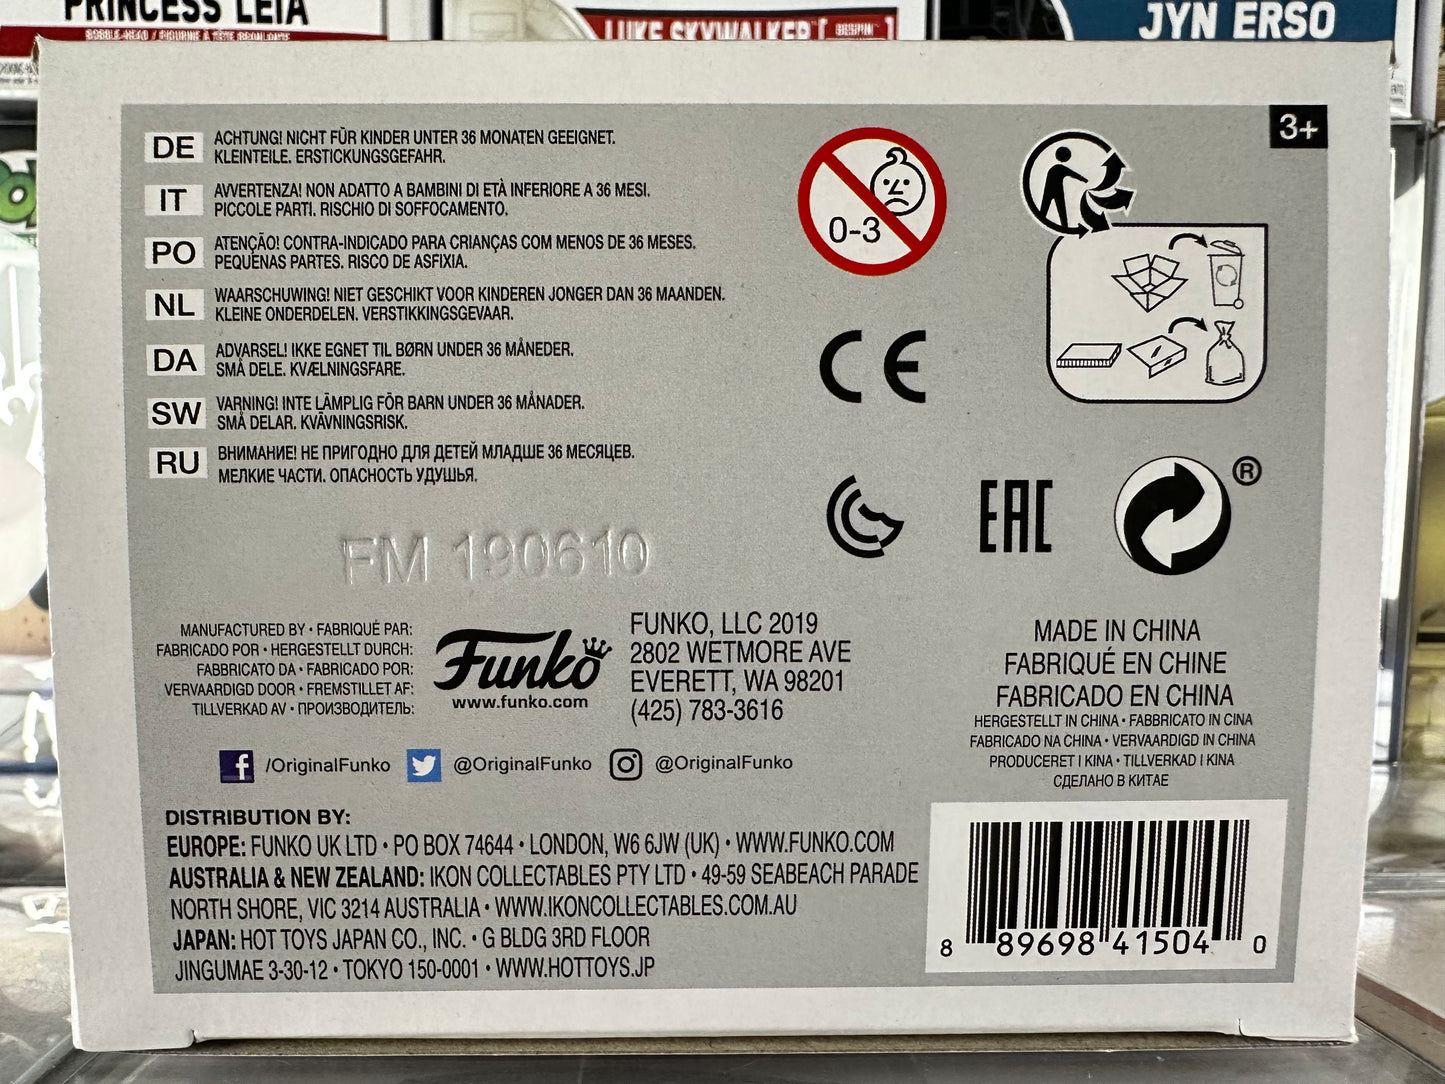 PRINCESS LEIA
BOBBLE-HEAD / FIGURINE À TÊTE BRANLANTE
LUKE SKYWALKER [ BESPIN™ ]
JYN ERSO
3+
DE ACHTUNG! NICHT FÜR KINDER UNTER 36 MONATEN GEEIGNET.
KLEINTEILE. ERSTICKUNGSGEFAHR.
IT AVVERTENZA! NON ADATTO A BAMBINI DI ETÀ INFERIORE A 36 MESI.
PICCOLE PARTI. RISCHIO DI SOFFOCAMENTO.
PO ATENÇÃO! CONTRA-INDICADO PARA CRIANÇAS COM MENOS DE 36 MESES.
PEQUENAS PARTES. RISCO DE ASFIXIA.
NL WAARSCHUWING! NIET GESCHIKT VOOR KINDEREN JONGER DAN 36 MAANDEN.
KLEINE ONDERDELEN. VERSTIKKINGSGEVAAR.
DA ADVARSEL! IKKE EGNET TIL BØRN UNDER 36 MÅNEDER.
SMÅ DELE. KVÆLNINGSFARE.
SW VARNING! INTE LÄMPLIG FÖR BARN UNDER 36 MÅNADER.
SMÅ DELAR. KVÄVNINGSRISK.
RU ВНИМАНИЕ! НЕ ПРИГОДНО ДЛЯ ДЕТЕЙ МЛАДШЕ 36 МЕСЯЦЕВ.
МЕЛКИЕ ЧАСТИ. ОПАСНОСТЬ УДУШЬЯ.
0-3
CE
EAC
®
FM 190610
MANUFACTURED BY • FABRIQUÉ PAR:
FABRICADO POR • HERGESTELLT DURCH:
FABBRICATO DA • FABRICADO POR:
VERVAARDIGD DOOR • FREMSTILLET AF:
TILLVERKAD AV • ПРОИЗВОДИТЕЛЬ:
Funko
www.funko.com
FUNKO, LLC 2019
2802 WETMORE AVE
EVERETT, WA 98201
(425) 783-3616
MADE IN CHINA
FABRIQUÉ EN CHINE
FABRICADO EN CHINA
HERGESTELLT IN CHINA • FABBRICATO IN CINA
FABRICADO NA CHINA • VERVAARDIGD IN CHINA
PRODUCERET I KINA • TILLVERKAD I KINA
СДЕЛАНО В КИТАЕ
f /OriginalFunko @OriginalFunko @OriginalFunko
DISTRIBUTION BY:
EUROPE: FUNKO UK LTD • PO BOX 74644 • LONDON, W6 6JW (UK) • WWW.FUNKO.COM
AUSTRALIA & NEW ZEALAND: IKON COLLECTABLES PTY LTD • 49-59 SEABEACH PARADE
NORTH SHORE, VIC 3214 AUSTRALIA • WWW.IKONCOLLECTABLES.COM.AU
JAPAN: HOT TOYS JAPAN CO., INC. • G BLDG 3RD FLOOR
JINGUMAE 3-30-12 • TOKYO 150-0001 • WWW.HOTTOYS.JP
8 89698 41504 0